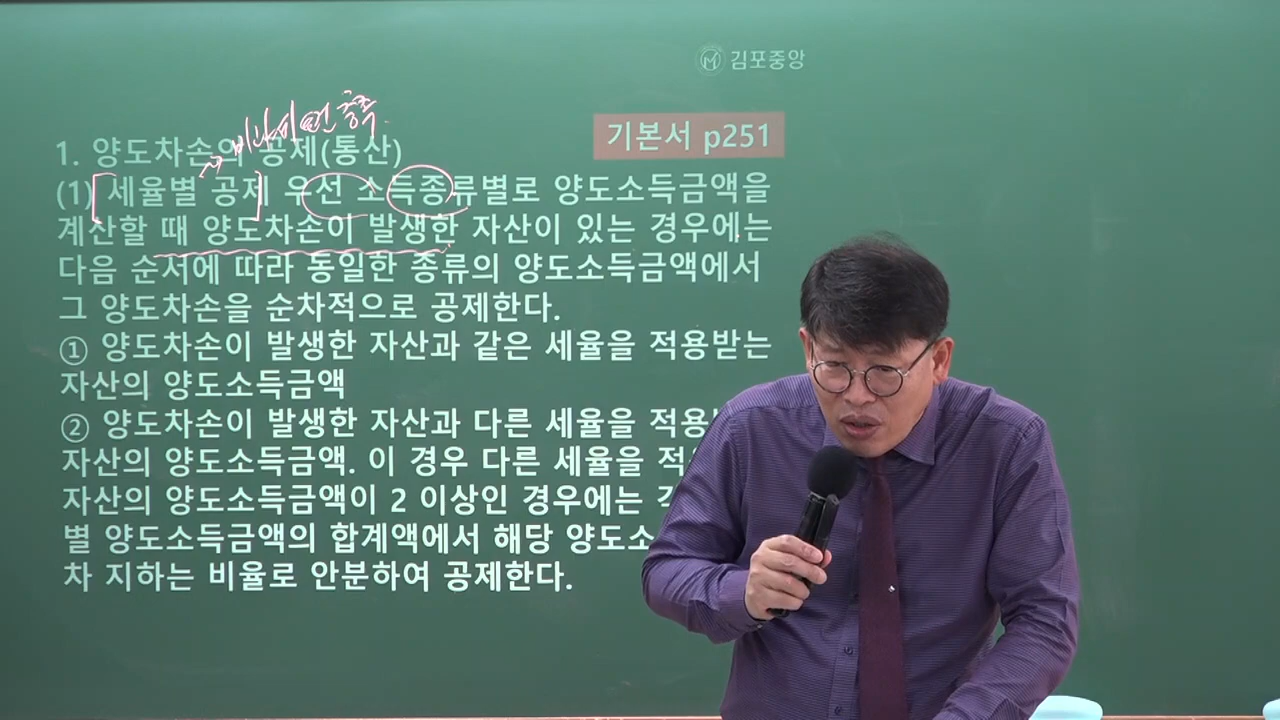 김포중앙
기본서 p251
1. 양도차손의 공제(통산)
(1) 세율별 공제 우선 소득종류별로 양도소득금액을
계산할 때 양도차손이 발생한 자산이 있는 경우에는
다음 순서에 따라 동일한 종류의 양도소득금액에서
그 양도차손을 순차적으로 공제한다.
① 양도차손이 발생한 자산과 같은 세율을 적용받는
자산의 양도소득금액
② 양도차손이 발생한 자산과 다른 세율을 적용
자산의 양도소득금액. 이 경우 다른 세율을
자산의 양도소득금액이 2 이상인 경우에는
별 양도소득금액의 합계액에서 해당 양도소
차 지하는 비율로 안분하여 공제한다.